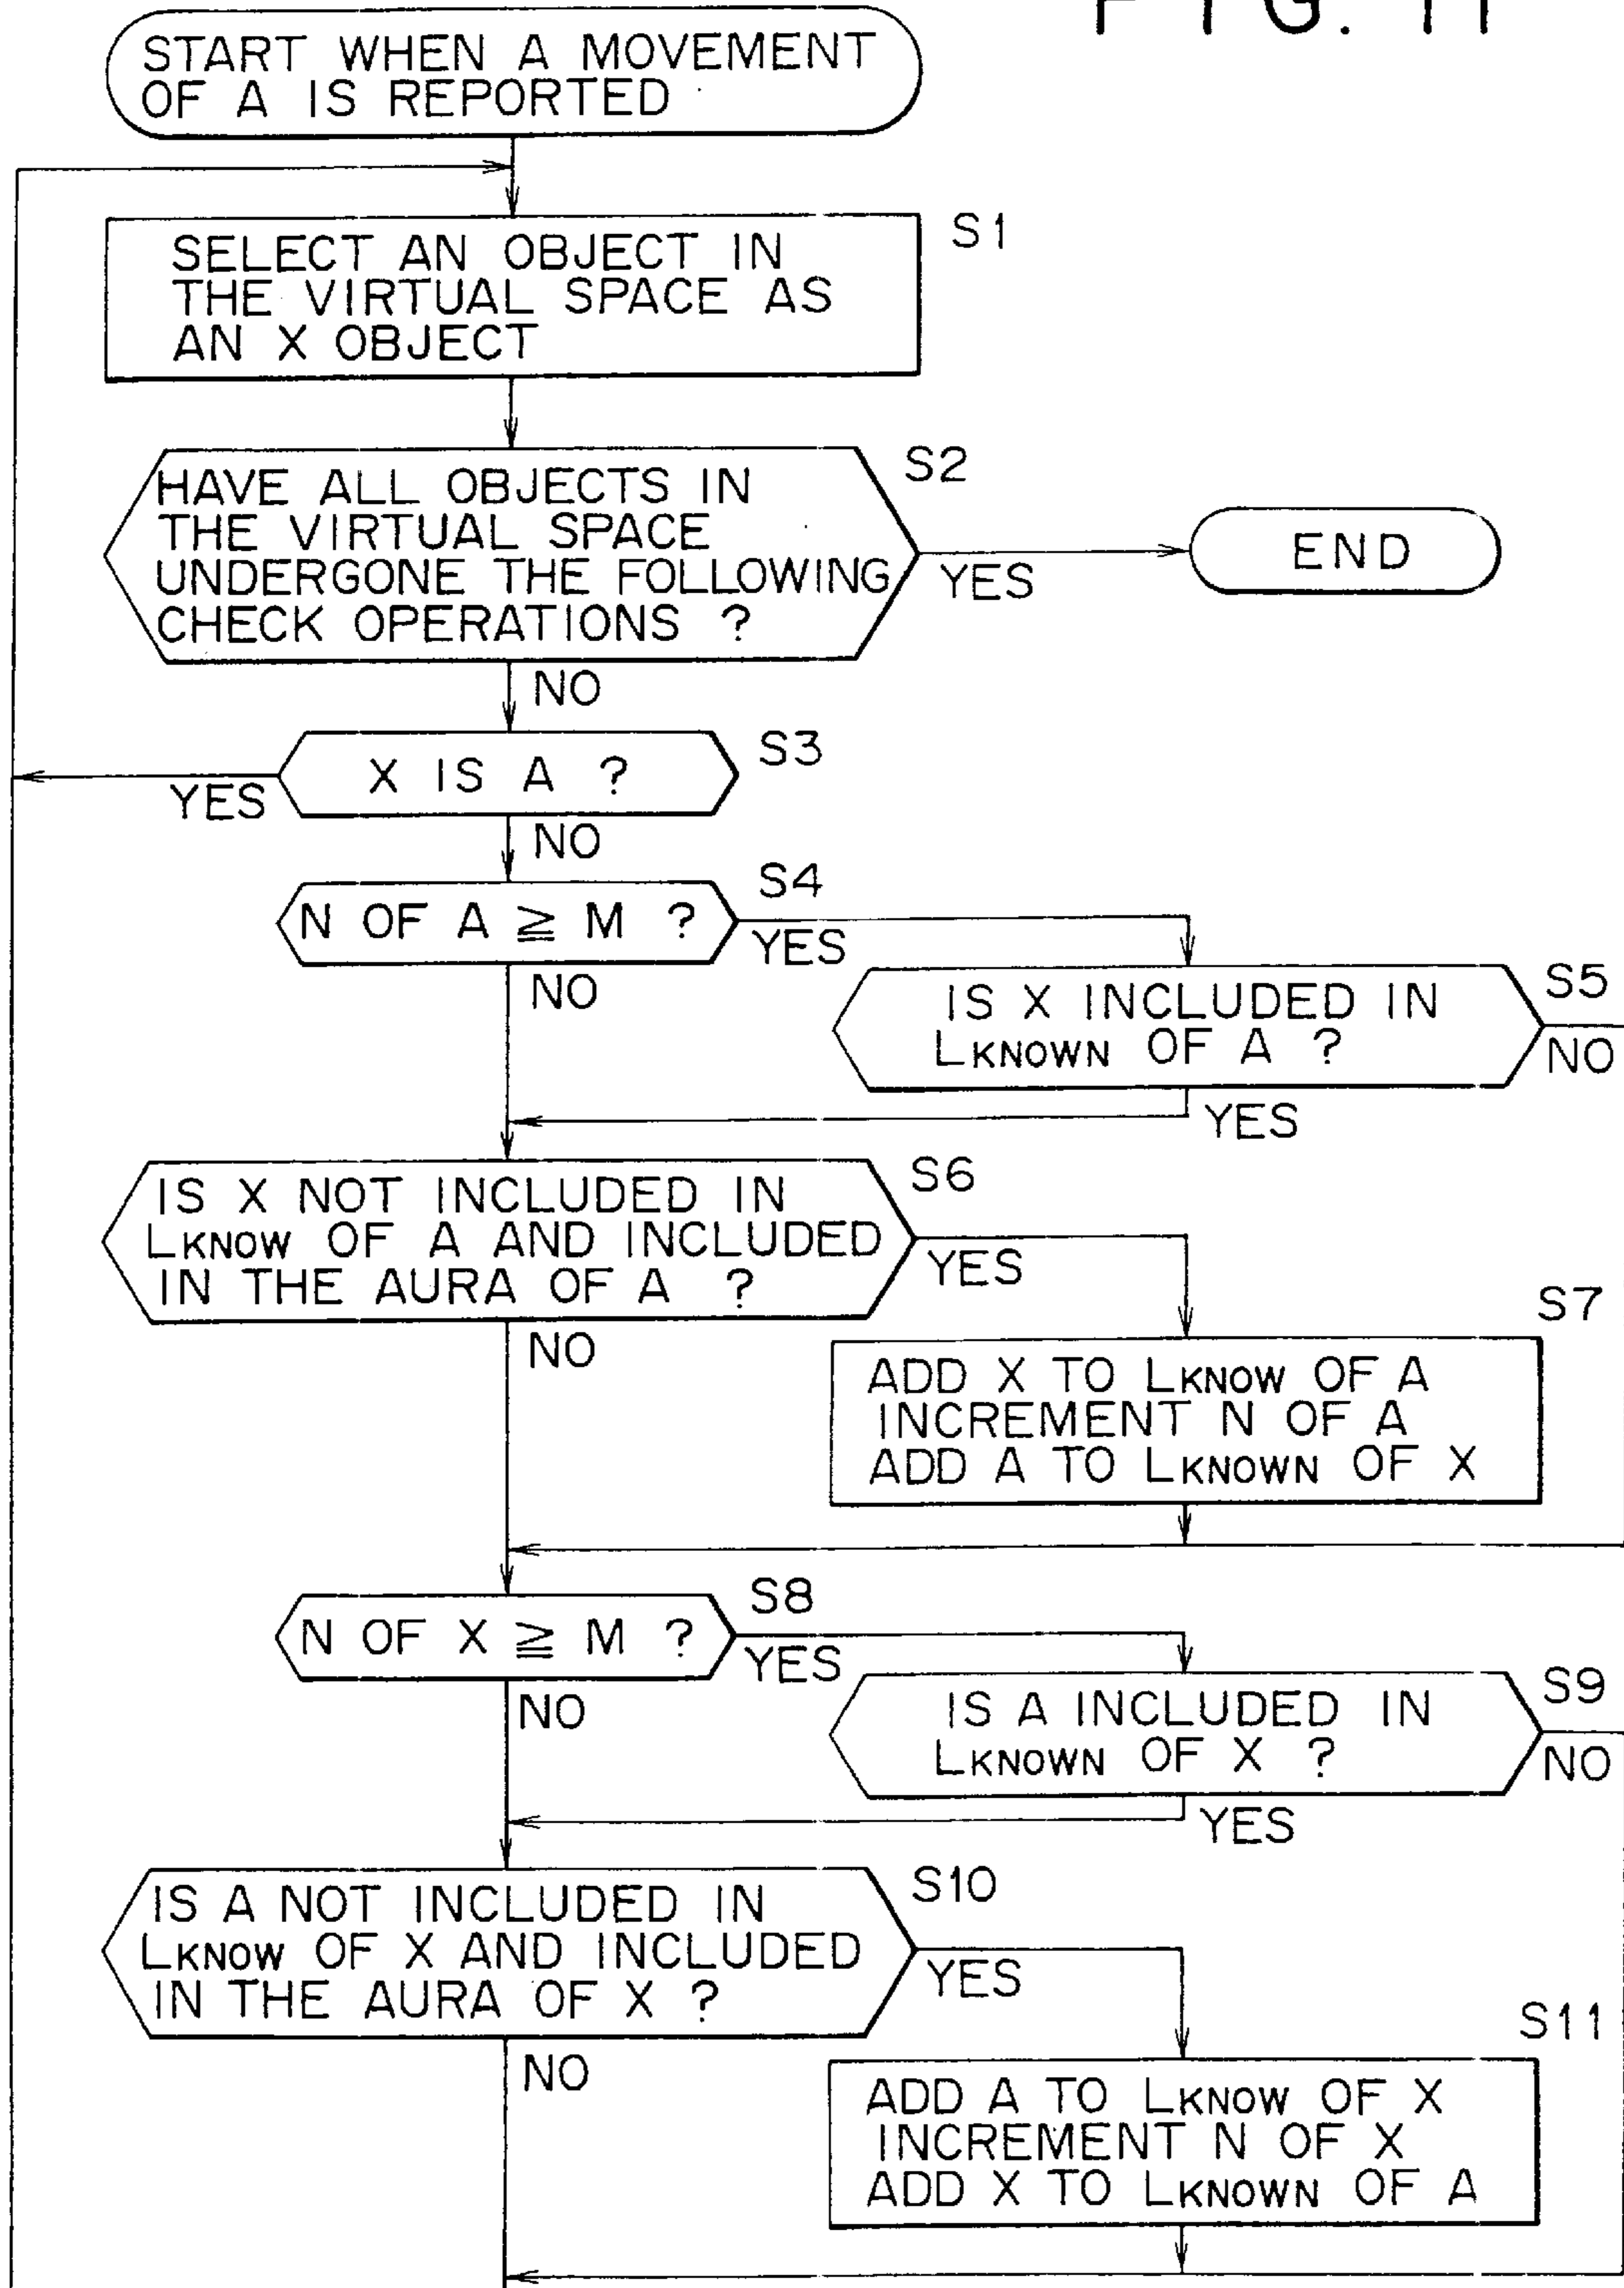 FIG. 11
START WHEN A MOVEMENT
OF A IS REPORTED
S1
SELECT AN OBJECT IN
THE VIRTUAL SPACE AS
AN X OBJECT
S2
HAVE ALL OBJECTS IN
THE VIRTUAL SPACE
UNDERGONE THE FOLLOWING
CHECK OPERATIONS ?
YES
END
NO
S3
X IS A ?
YES
NO
S4
N OF A ≧ M ?
YES
NO
S5
IS X INCLUDED IN
LKNOWN OF A ?
NO
YES
S6
IS X NOT INCLUDED IN
LKNOW OF A AND INCLUDED
IN THE AURA OF A ?
YES
NO
S7
ADD X TO LKNOW OF A
INCREMENT N OF A
ADD A TO LKNOWN OF X
S8
N OF X ≧ M ?
YES
NO
S9
IS A INCLUDED IN
LKNOWN OF X ?
NO
YES
S10
IS A NOT INCLUDED IN
LKNOW OF X AND INCLUDED
IN THE AURA OF X ?
YES
NO
S11
ADD A TO LKNOW OF X
INCREMENT N OF X
ADD X TO LKNOWN OF A